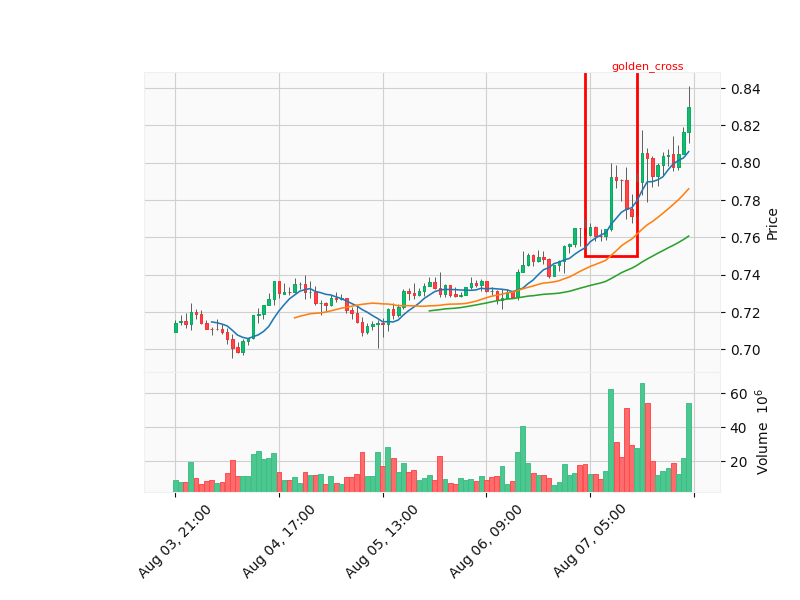 golden_cross
0.84
0.82
0.80
0.78
0.76
0.74
0.72
0.70
Price
60
40
20
Volume 10⁶
Aug 03, 21:00
Aug 04, 17:00
Aug 05, 13:00
Aug 06, 09:00
Aug 07, 05:00